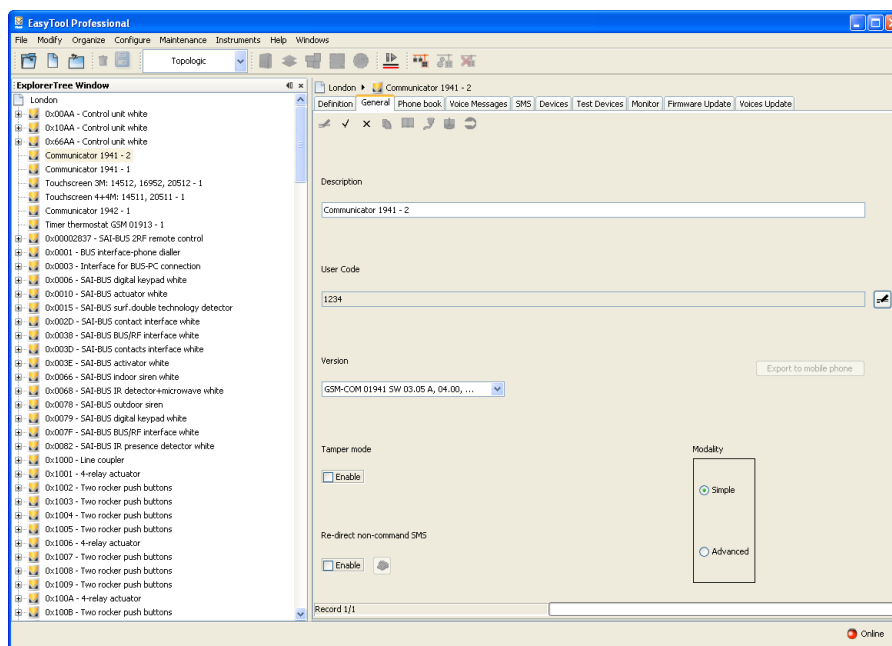 EasyTool Professional
File Modify Organize Configure Maintenance Instruments Help Windows
Topologic
ExplorerTree Window
London
0x00AA - Control unit white
0x10AA - Control unit white
0x66AA - Control unit white
Communicator 1941 - 2
Communicator 1941 - 1
Touchscreen 3M: 14512, 16952, 20512 - 1
Touchscreen 4+4M: 14511, 20511 - 1
Communicator 1942 - 1
Timer thermostat GSM 01913 - 1
0x00002837 - SAI-BUS 2RF remote control
0x0001 - BUS interface-phone dialler
0x0003 - Interface for BUS-PC connection
0x0006 - SAI-BUS digital keypad white
0x0010 - SAI-BUS actuator white
0x0015 - SAI-BUS surf.double technology detector
0x002D - SAI-BUS contact interface white
0x0038 - SAI-BUS BUS/RF interface white
0x003D - SAI-BUS contacts interface white
0x003E - SAI-BUS activator white
0x0066 - SAI-BUS indoor siren white
0x0068 - SAI-BUS IR detector+microwave white
0x0078 - SAI-BUS outdoor siren
0x0079 - SAI-BUS digital keypad white
0x007F - SAI-BUS BUS/RF interface white
0x0082 - SAI-BUS IR presence detector white
0x1000 - Line coupler
0x1001 - 4-relay actuator
0x1002 - Two rocker push buttons
0x1003 - Two rocker push buttons
0x1004 - Two rocker push buttons
0x1005 - Two rocker push buttons
0x1006 - 4-relay actuator
0x1007 - Two rocker push buttons
0x1008 - Two rocker push buttons
0x1009 - Two rocker push buttons
0x100A - 4-relay actuator
0x100B - Two rocker push buttons
London Communicator 1941 - 2
Definition General Phone book Voice Messages SMS Devices Test Devices Monitor Firmware Update Voices Update
Description
Communicator 1941 - 2
User Code
1234
Version
Export to mobile phone
GSM-COM 01941 SW 03.05 A, 04.00, ...
Tamper mode
Modality
Enable
Simple
Re-direct non-command SMS
Advanced
Enable
Record 1/1
Online